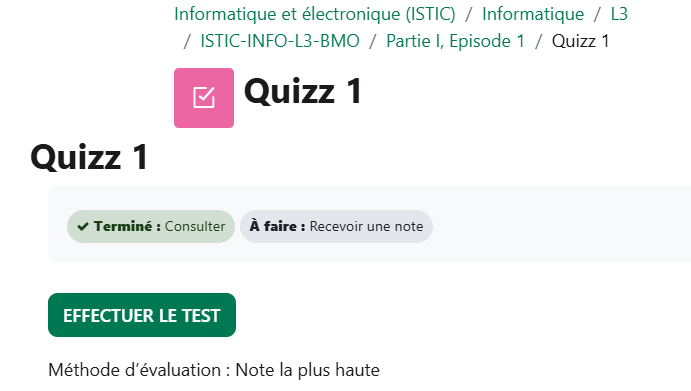 Informatique et électronique (ISTIC) / Informatique / L3
/ ISTIC-INFO-L3-BMO / Partie I, Episode 1 / Quizz 1
Quizz 1
Quizz 1
Terminé : Consulter À faire : Recevoir une note
EFFECTUER LE TEST
Méthode d'évaluation : Note la plus haute